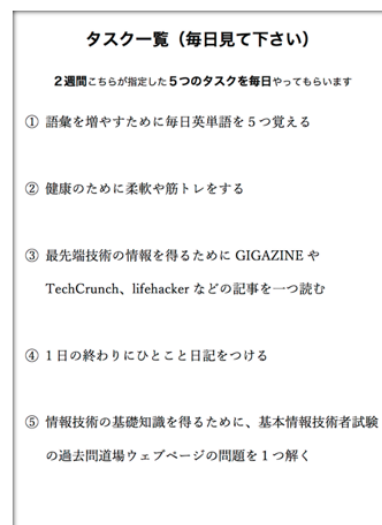 タスク一覧（毎日見て下さい）
２週間こちらが指定した５つのタスクを毎日やってもらいます
① 語彙を増やすために毎日英単語を５つ覚える
② 健康のために柔軟や筋トレをする
③ 最先端技術の情報を得るために GIGAZINE や
TechCrunch、lifehacker などの記事を一つ読む
④ 1 日の終わりにひとこと日記をつける
⑤ 情報技術の基礎知識を得るために、基本情報技術者試験
の過去問道場ウェブページの問題を 1 つ解く